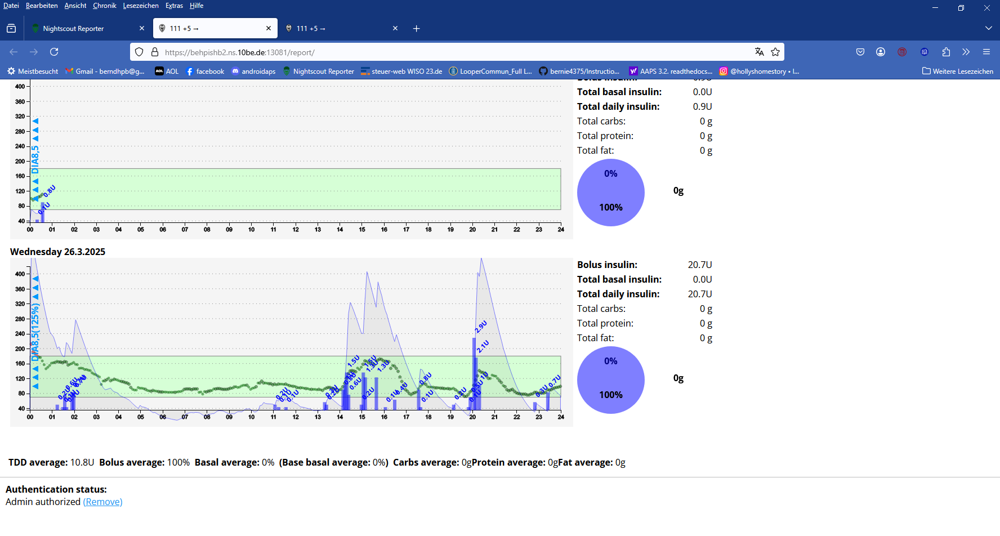 Datei Bearbeiten Ansicht Chronik Lesezeichen Extras Hilfe
Nightscout Reporter
111 +5 →
111 +5 →
https://behpishb2.ns.10be.de:13081/report/
Meistbesucht Gmail - berndhpb@g... AOL facebook androidaps Nightscout Reporter steuer-web WISO 23.de LooperCommun_Full L... bernie4375/Instructio... AAPS 3.2. readthedocs... @hollyshomestory • I... Weitere Lesezeichen
Bolus insulin: 0.9U
Total basal insulin: 0.0U
Total daily insulin: 0.9U
Total carbs: 0 g
Total protein: 0 g
Total fat: 0 g
0%
100%
0g
400
360
320
280
240
200
160
120
80
40
DIA8,5
0.1U
0.8U
00 01 02 03 04 05 06 07 08 09 10 11 12 13 14 15 16 17 18 19 20 21 22 23 24
Wednesday 26.3.2025
400
360
320
280
240
200
160
120
80
40
DIA8,5(125%)
0.2U
0.6U
0.7U
0.2U
0.1U
0.1U
0.2U
0.8U
1.5U
0.6U
0.2U
1.3U
1.3U
0.1U
0.4U
0.8U
0.1U
0.2U
0.1U
2.9U
2.1U
0.5U
0.3U
0.7U
00 01 02 03 04 05 06 07 08 09 10 11 12 13 14 15 16 17 18 19 20 21 22 23 24
Bolus insulin: 20.7U
Total basal insulin: 0.0U
Total daily insulin: 20.7U
Total carbs: 0 g
Total protein: 0 g
Total fat: 0 g
0%
100%
0g
TDD average: 10.8U Bolus average: 100% Basal average: 0% (Base basal average: 0%) Carbs average: 0gProtein average: 0gFat average: 0g
Authentication status:
Admin authorized (Remove)